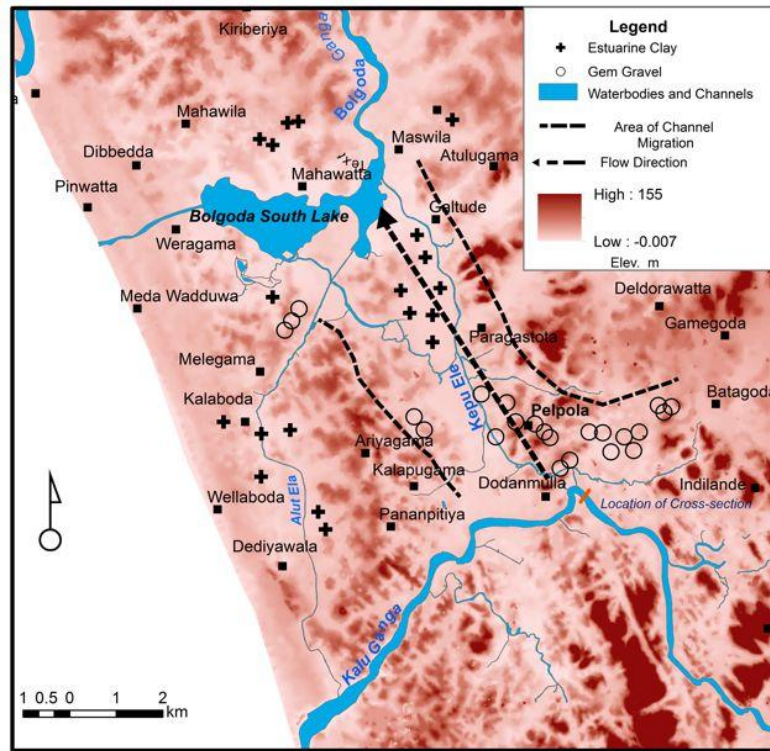 Legend
Estuarine Clay
Gem Gravel
Waterbodies and Channels
Area of Channel
Migration
Flow Direction
High : 155
Low : -0.007
Elev. m
Kiriberiya
Bolgoda
Ganga
a
Mahawila
Maswila
Atulugama
Dibbedda
Text
Mahawatta
Pinwatta
Galtude
Bolgoda South Lake
Weragama
Meda Wadduwa
Deldorawatta
Gamegoda
Paragastota
Melegama
Kepu Ele
Kalaboda
Batagoda
Pelpola
Ariyagama
Kalapugama
Indilande
Dodanmulla
Location of Cross-section
Wellaboda
Alut Ela
Pananpitiya
Dediyawala
Kalu Ganga
1 0.5 0 1 2
km